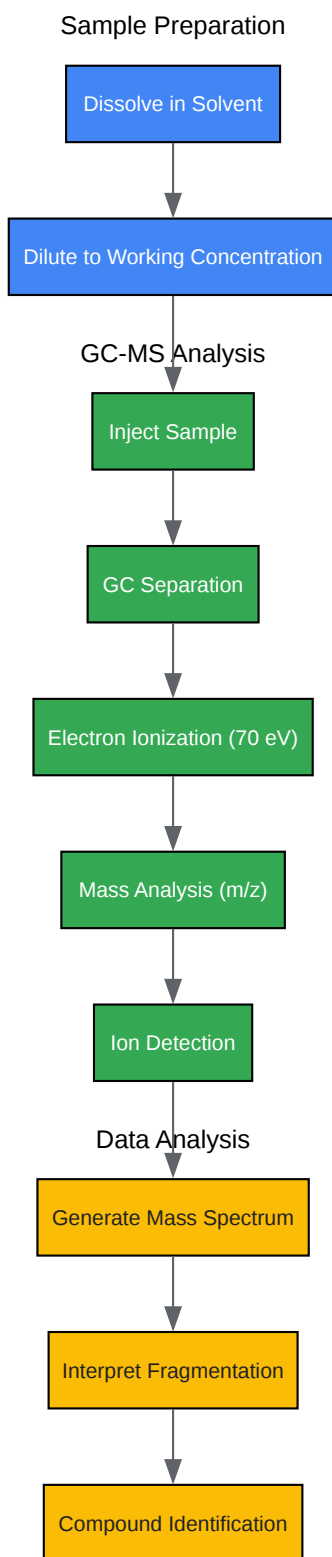 Sample Preparation
Dissolve in Solvent
Dilute to Working Concentration
GC-MS Analysis
Inject Sample
GC Separation
Electron Ionization (70 eV)
Mass Analysis (m/z)
Ion Detection
Data Analysis
Generate Mass Spectrum
Interpret Fragmentation
Compound Identification